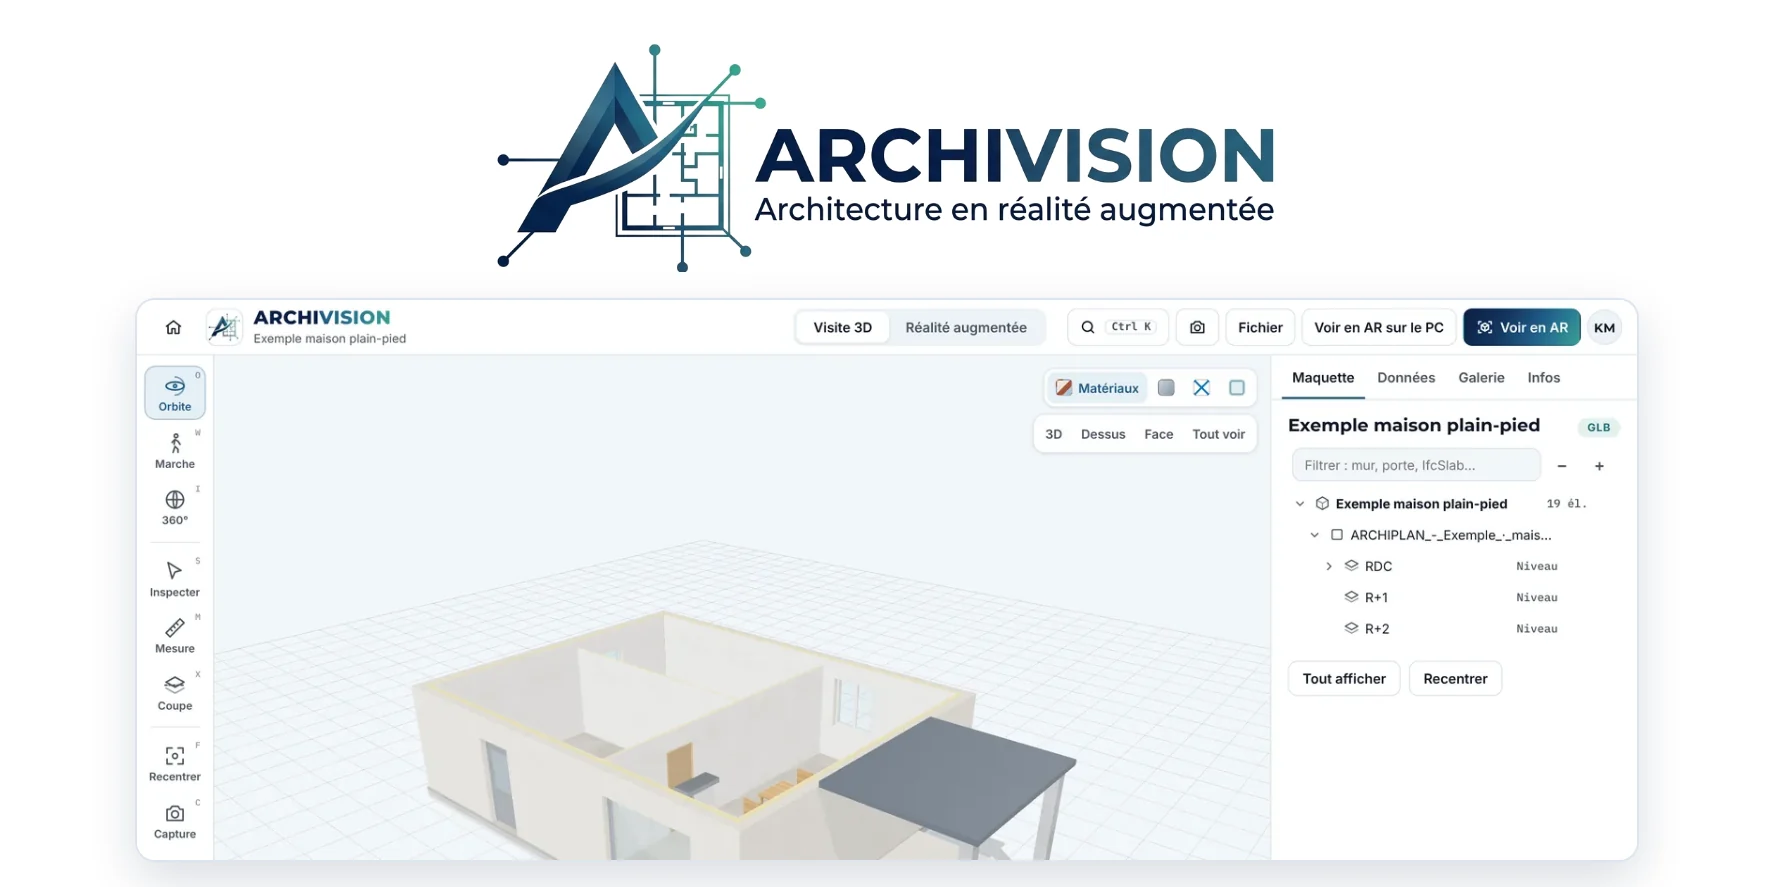 ARCHIVISION
Architecture en réalité augmentée
ARCHIVISION
Exemple maison plain-pied
Visite 3D
Réalité augmentée
Ctrl K
Fichier
Voir en AR sur le PC
Voir en AR
KM
O
Orbite
W
Marche
I
360°
S
Inspecter
M
Mesure
X
Coupe
F
Recentrer
C
Capture
Matériaux
3D Dessus Face Tout voir
Maquette Données Galerie Infos
Exemple maison plain-pied GLB
Filtrer : mur, porte, IfcSlab... − +
Exemple maison plain-pied 19 él.
ARCHIPLAN_-_Exemple_·_mais...
RDC Niveau
R+1 Niveau
R+2 Niveau
Tout afficher Recentrer